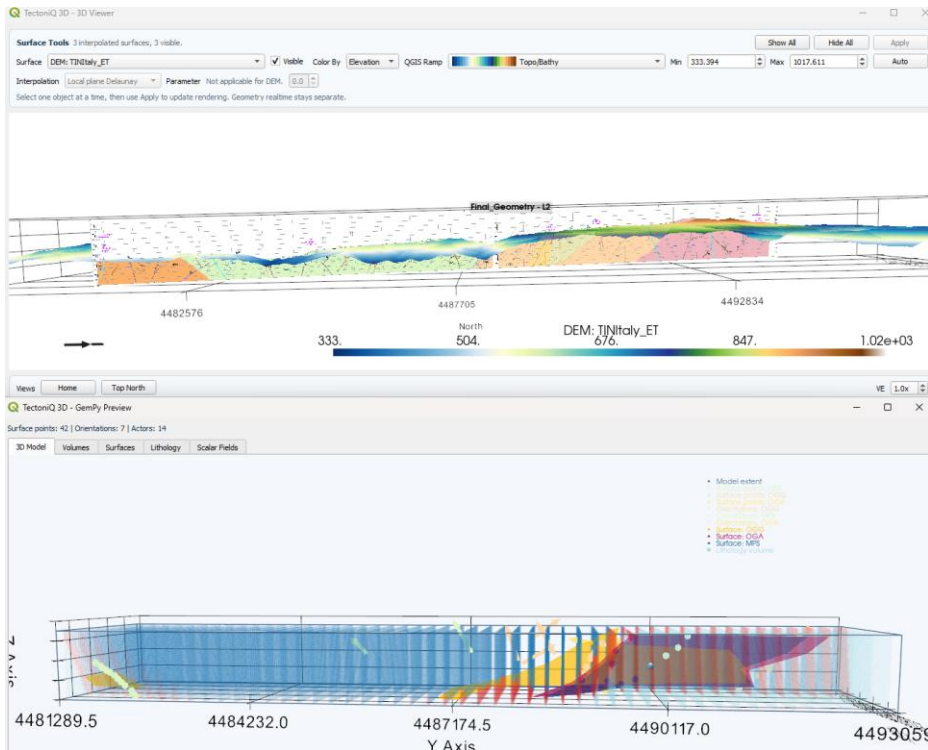 TectoniQ 3D - 3D Viewer
Surface Tools 3 interpolated surfaces, 3 visible. Show All Hide All Apply
Surface DEM: TINItaly_ET Visible Color By Elevation QGIS Ramp Topo/Bathy Min 333.394 Max 1017.611 Auto
Interpolation Local plane Delaunay Parameter Not applicable for DEM. 0.0
Select one object at a time, then use Apply to update rendering. Geometry realtime stays separate.
Final_Geometry - L2
4482576
4487705
4492834
North
DEM: TINItaly_ET
333. 504. 676. 847. 1.02e+03
Views Home Top North VE 1.0x
TectoniQ 3D - GemPy Preview
Surface points: 42 | Orientations: 7 | Actors: 14
3D Model Volumes Surfaces Lithology Scalar Fields
Model extent
Surface: OGG
Surface: OGA
Surface: MPS
Lithology volume
Z Axis
4481289.5
4484232.0
4487174.5
4490117.0
4493059
Y Axis